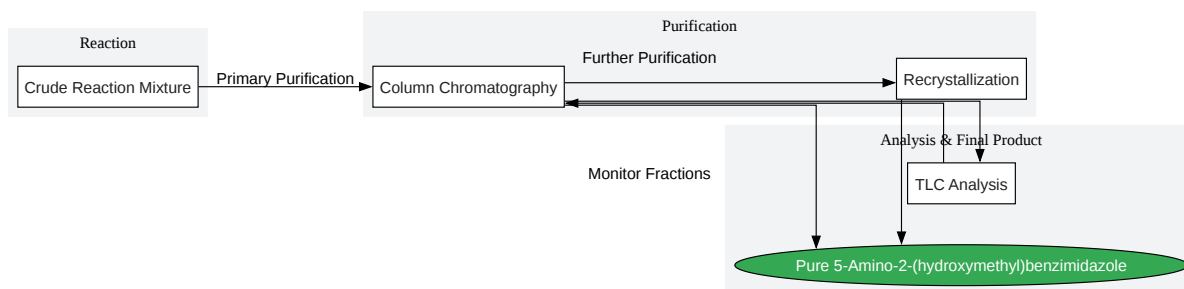 Reaction
Purification
Crude Reaction Mixture
Primary Purification
Column Chromatography
Further Purification
Recrystallization
Analysis & Final Product
Monitor Fractions
TLC Analysis
Pure 5-Amino-2-(hydroxymethyl)benzimidazole